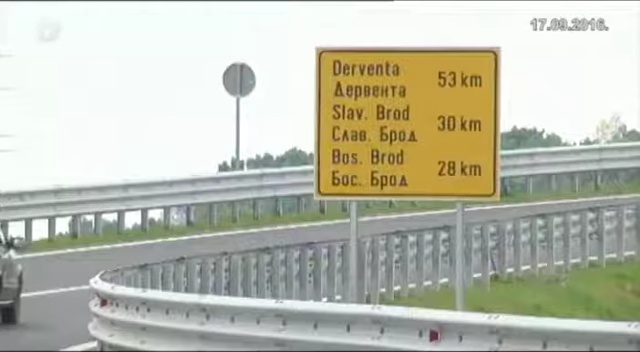 17.09.2016.
Derventa
Дервента
53 km
Slav. Brod
Слав. Брод
30 km
Bos. Brod
Бос. Брод
28 km